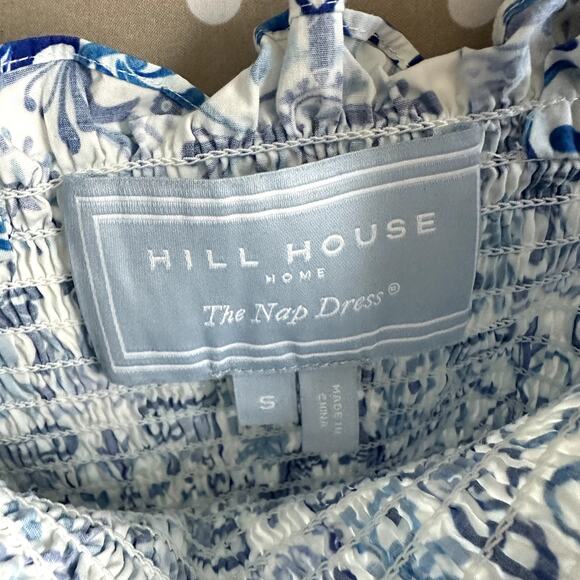 HILL HOUSE
HOME
The Nap Dress®
S
MADE IN
CHINA